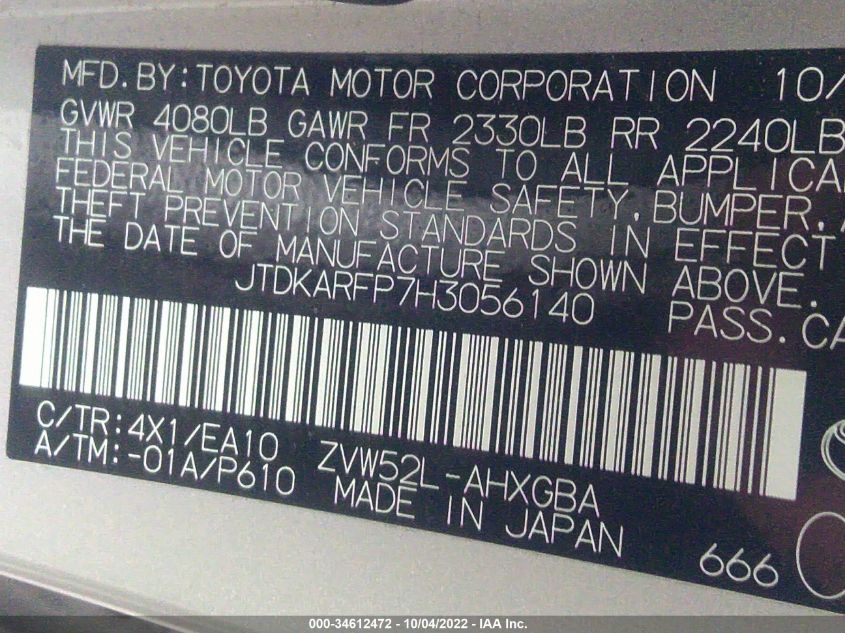 MFD. BY: TOYOTA MOTOR CORPORATION 10/
GVWR 4080LB GAWR FR 2330LB RR 2240LB
THIS VEHICLE CONFORMS TO ALL APPLICA
FEDERAL MOTOR VEHICLE SAFETY, BUMPER,
THEFT PREVENTION STANDARDS IN EFFECT
THE DATE OF MANUFACTURE SHOWN ABOVE.
JTDKARFP7H3056140 PASS. CA
C/TR: 4X1/EA10 ZVW52L-AHXGBA
A/TM: -01A/P610 MADE IN JAPAN 666
000-34612472 - 10/04/2022 - IAA Inc.